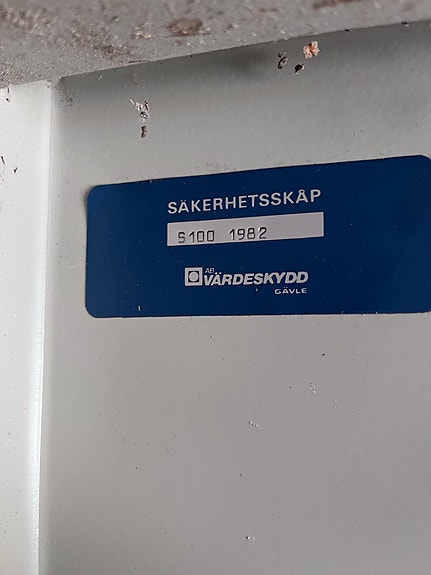 SÄKERHETSSKÅP
S100 1982
AB
VÄRDESKYDD
GÄVLE